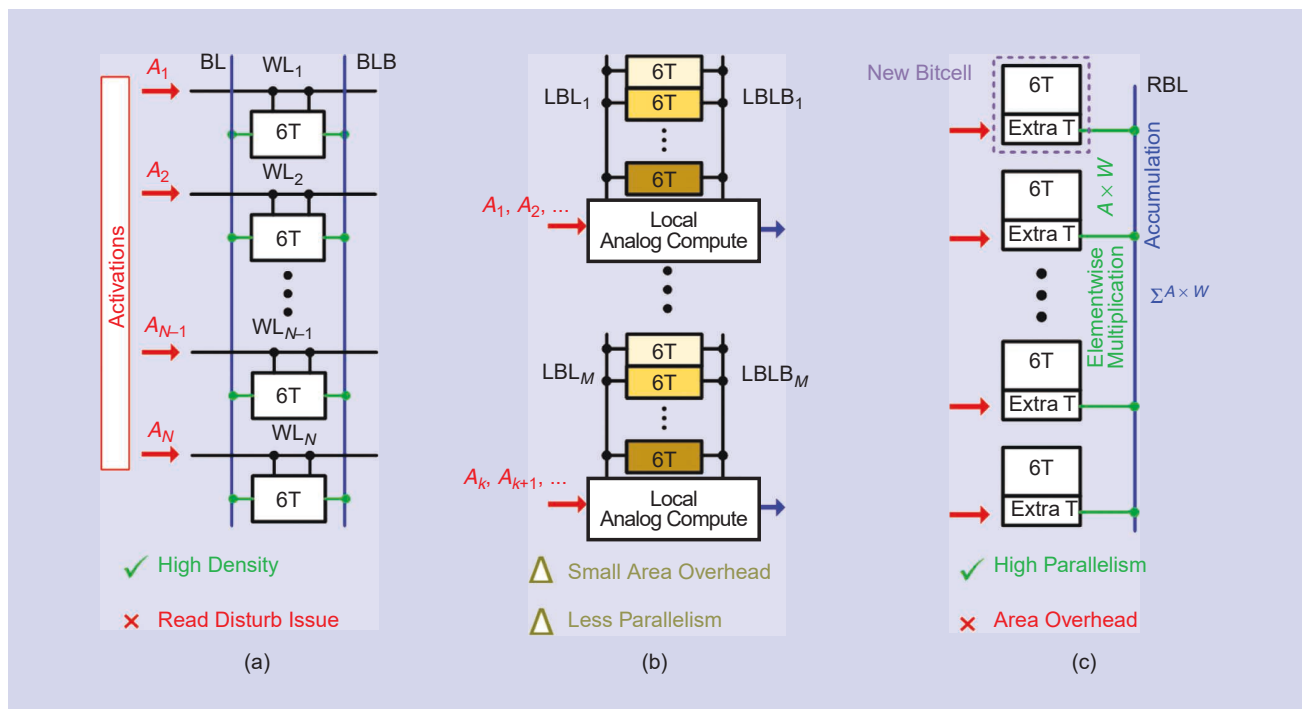 Activations
BL
WL1
BLB
A1
6T
A2
WL2
6T
AN–1
WLN–1
6T
AN
WLN
6T
✓ High Density
× Read Disturb Issue
(a)
6T
LBL1
6T
LBLB1
6T
A1, A2, ...
Local
Analog Compute
6T
LBLM
6T
LBLBM
6T
Ak, Ak+1, ...
Local
Analog Compute
Δ Small Area Overhead
Δ Less Parallelism
(b)
New Bitcell
6T
Extra T
RBL
6T
Extra T
A × W
Elementwise
Multiplication
Accumulation
ΣA × W
6T
Extra T
6T
Extra T
✓ High Parallelism
× Area Overhead
(c)